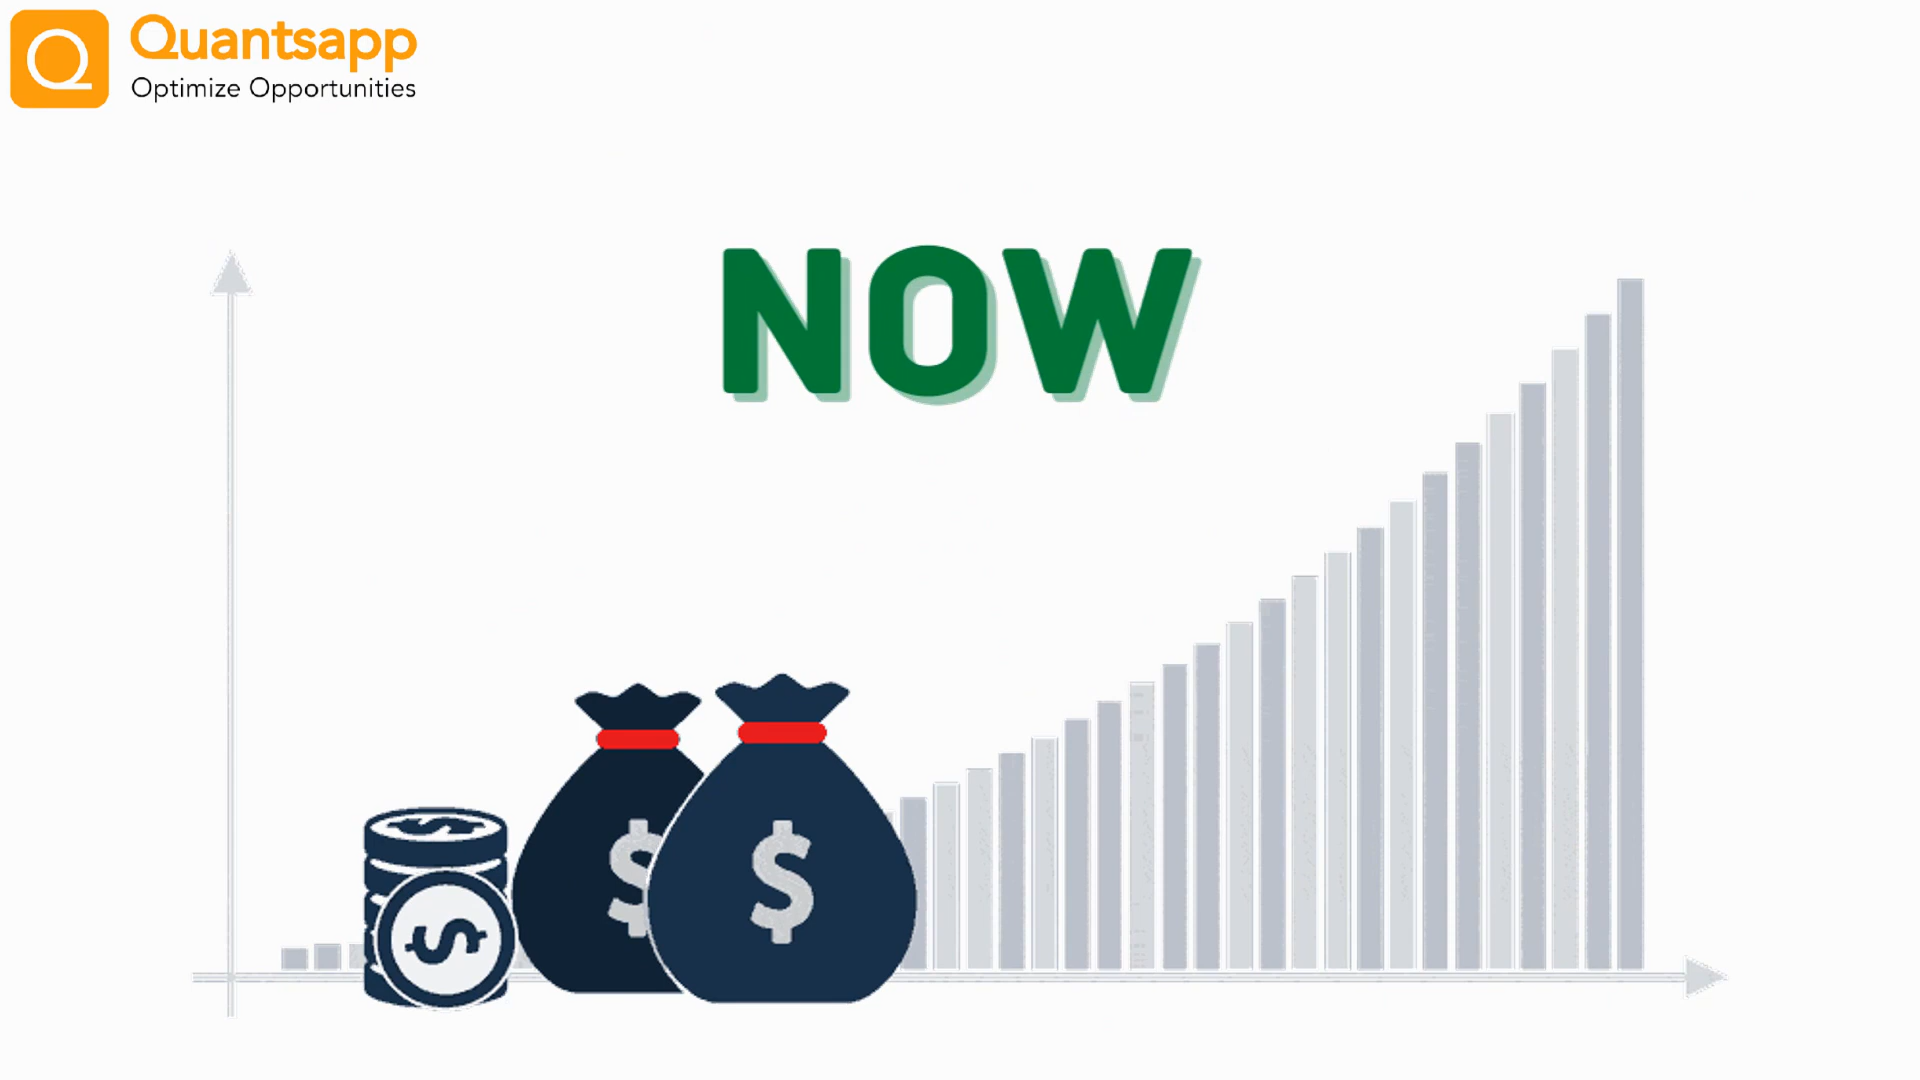 Quantsapp
Optimize Opportunities
NOW
$ $
$
$